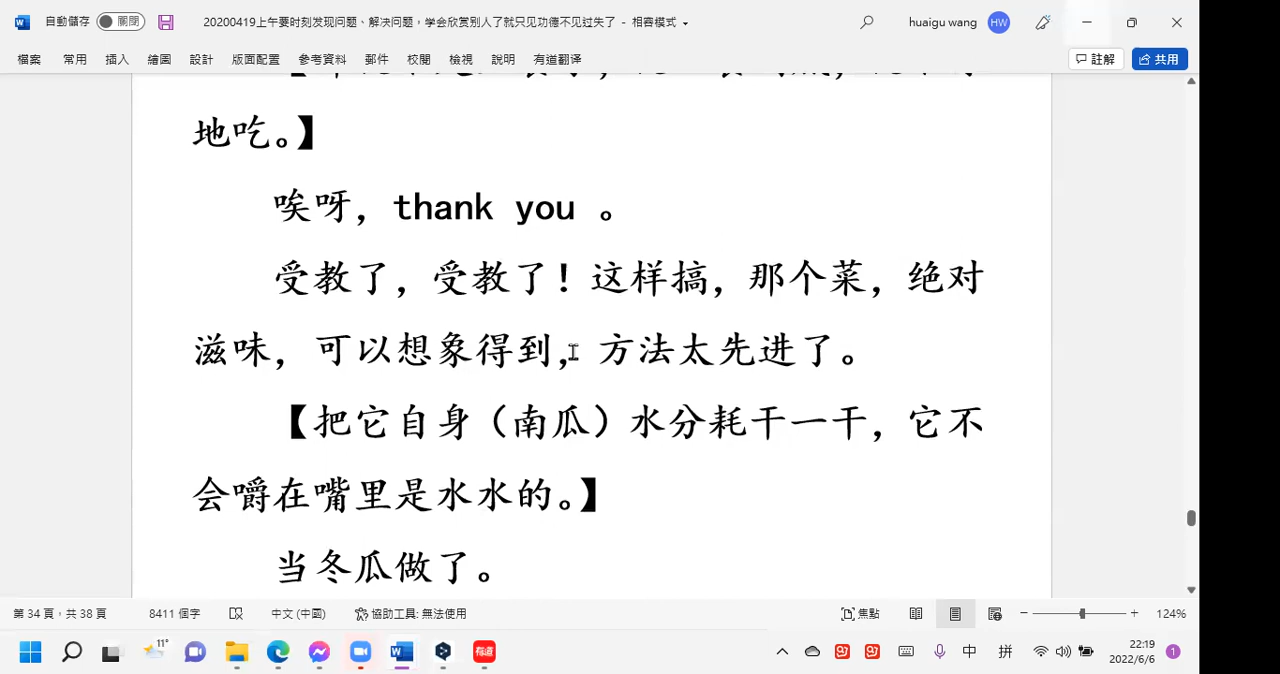 自動儲存 關閉 20200419上午要时刻发现问题、解决问题，学会欣赏别人了就只见功德不见过失了 - 相容模式 huaigu wang HW
檔案 常用 插入 繪圖 設計 版面配置 參考資料 郵件 校閱 檢視 說明 有道翻译 註解 共用
地吃。】
唉呀，thank you 。
受教了，受教了！这样搞，那个菜，绝对
滋味，可以想象得到，方法太先进了。
【把它自身（南瓜）水分耗干一干，它不
会嚼在嘴里是水水的。】
当冬瓜做了。
第 34 頁，共 38 頁 8411 個字 中文 (中國) 協助工具: 無法使用 焦點 124%
11° 有道 中 拼 22:19
2022/6/6 1